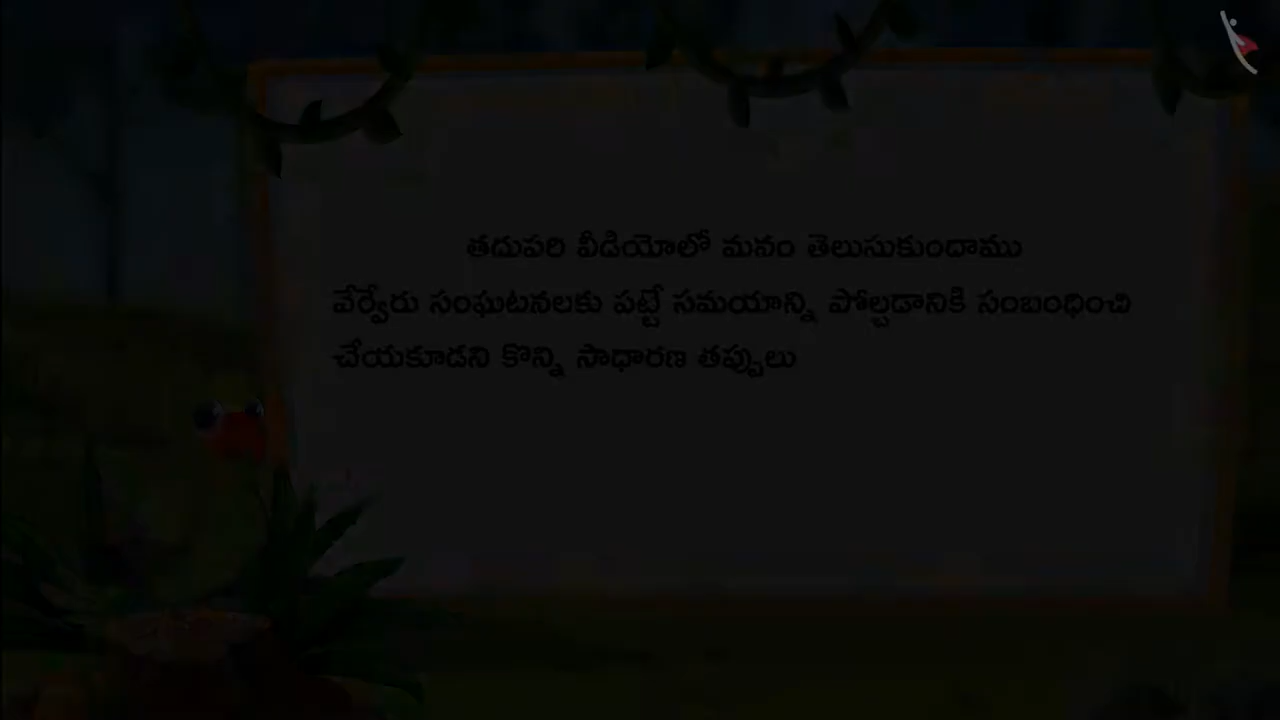 తదుపరి వీడియోలో మనం తెలుసుకుందాము
వేర్వేరు సంఘటనలకు పట్టే సమయాన్ని పోల్చడానికి సంబంధించి
చేయకూడని కొన్ని సాధారణ తప్పులు